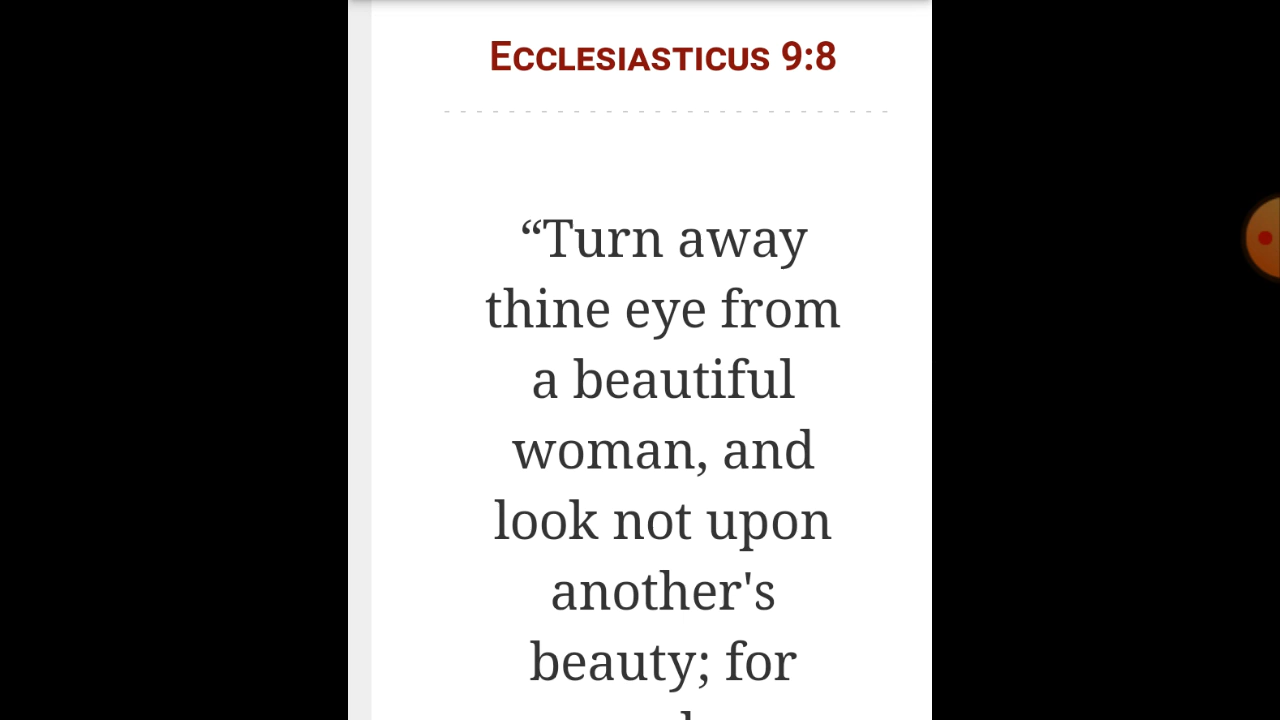 Ecclesiasticus 9:8
“Turn away
thine eye from
a beautiful
woman, and
look not upon
another's
beauty; for